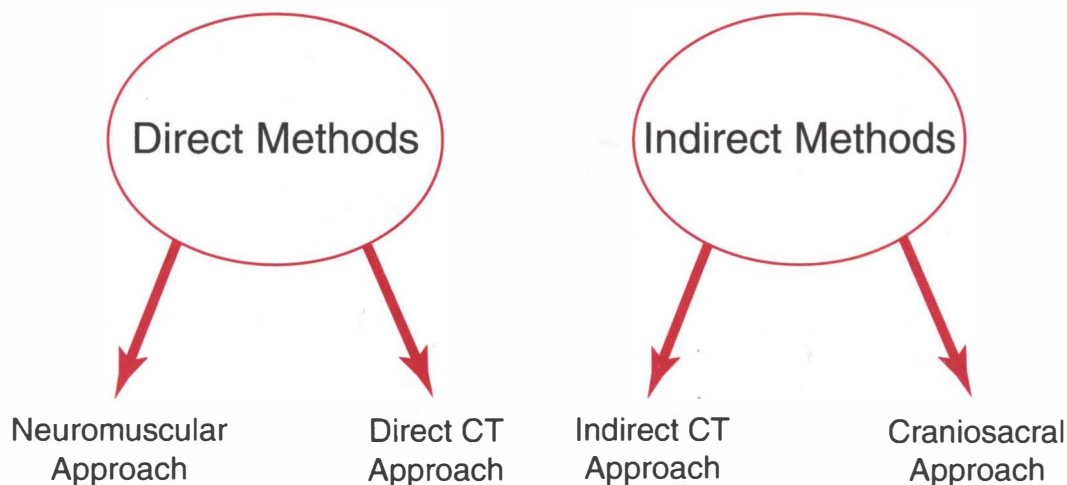 Direct Methods
Indirect Methods
Neuromuscular
Approach
Direct CT
Approach
Indirect CT
Approach
Craniosacral
Approach